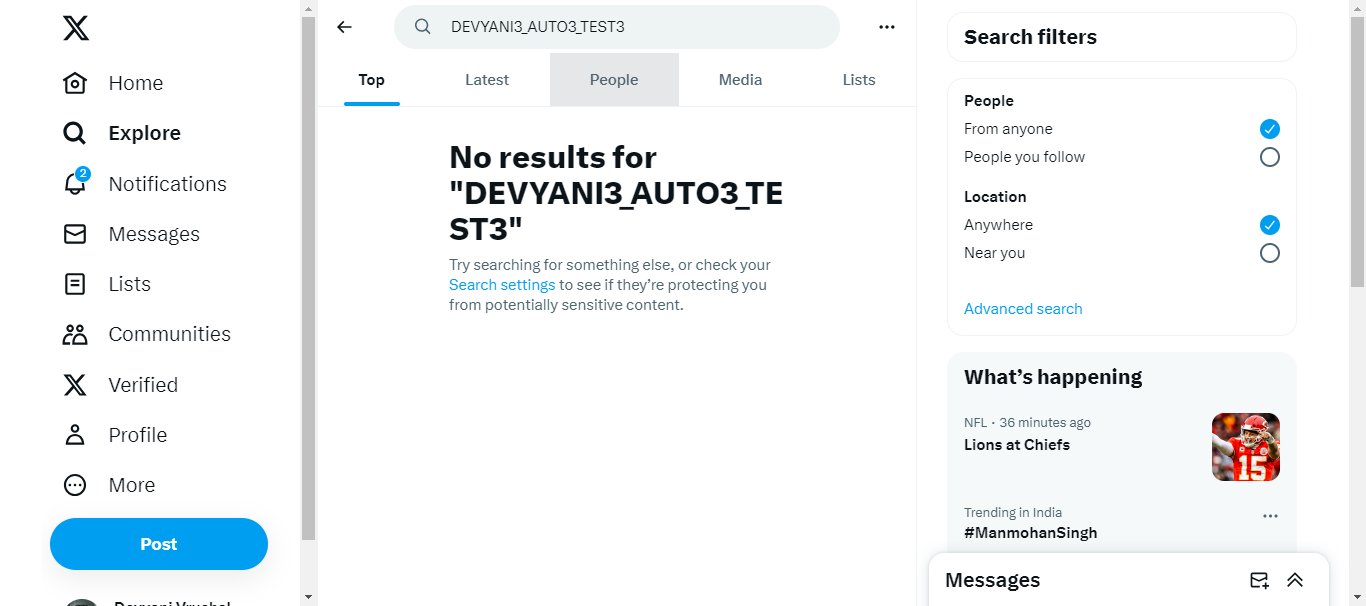 Home
Explore
2
Notifications
Messages
Lists
Communities
Verified
Profile
More
Post
DEVYANI3_AUTO3_TEST3
Top
Latest
People
Media
Lists
No results for
"DEVYANI3_AUTO3_TE
ST3"
Try searching for something else, or check your
Search settings to see if they’re protecting you
from potentially sensitive content.
Search filters
People
From anyone
People you follow
Location
Anywhere
Near you
Advanced search
What’s happening
NFL · 36 minutes ago
Lions at Chiefs
15
Trending in India
#ManmohanSingh
Messages